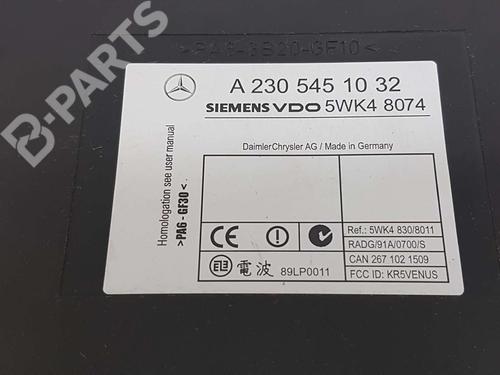 >PA6-GB20-GF10<
A 230 545 10 32
SIEMENS VDO 5WK4 8074
DaimlerChrysler AG / Made in Germany
Homologation see user manual
>PA6 - GF30 <
Ref.: 5WK4 830/8011
RADG/91A/0700/S
CAN 267 102 1509
FCC ID: KR5VENUS
CE
N
電波
89LP0011
B-PARTS